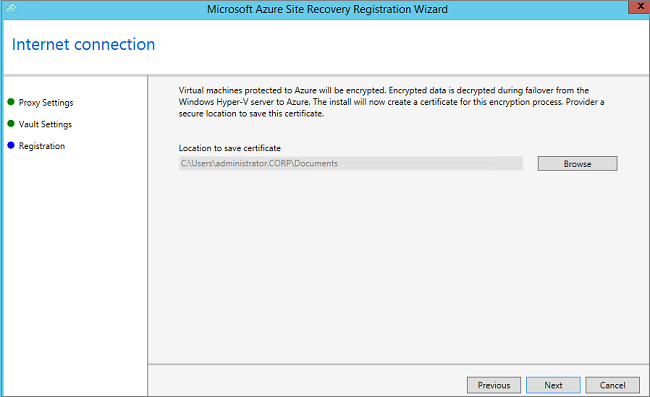 Microsoft Azure Site Recovery Registration Wizard
x
Internet connection
Proxy Settings
Vault Settings
Registration
Virtual machines protected to Azure will be encrypted. Encrypted data is decrypted during failover from the
Windows Hyper-V server to Azure. The install will now create a certificate for this encryption process. Provider a
secure location to save this certificate.
Location to save certificate
C:\Users\administrator.CORP\Documents
Browse
Previous
Next
Cancel